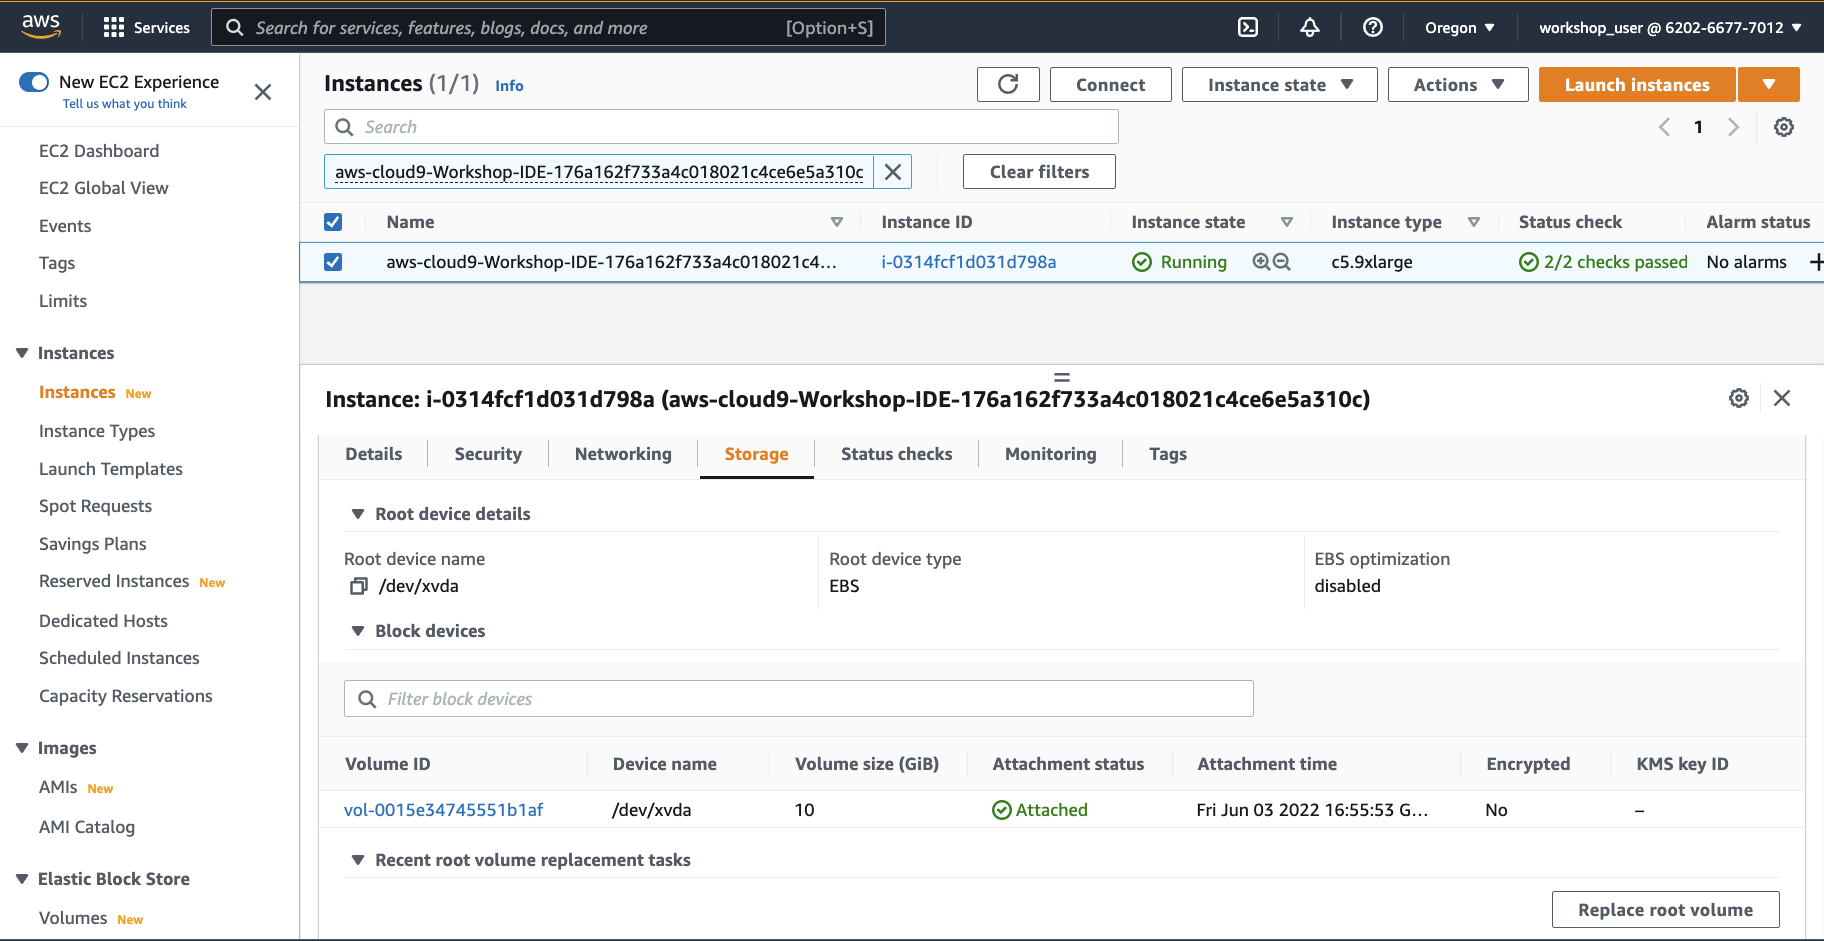 aws Services Search for services, features, blogs, docs, and more [Option+S] Oregon workshop_user @ 6202-6677-7012
New EC2 Experience
Tell us what you think
EC2 Dashboard
EC2 Global View
Events
Tags
Limits
Instances
Instances New
Instance Types
Launch Templates
Spot Requests
Savings Plans
Reserved Instances New
Dedicated Hosts
Scheduled Instances
Capacity Reservations
Images
AMIs New
AMI Catalog
Elastic Block Store
Volumes New
Instances (1/1) Info Connect Instance state Actions Launch instances
Search 1
aws-cloud9-Workshop-IDE-176a162f733a4c018021c4ce6e5a310c Clear filters
Name Instance ID Instance state Instance type Status check Alarm status
aws-cloud9-Workshop-IDE-176a162f733a4c018021c4... i-0314fcf1d031d798a Running c5.9xlarge 2/2 checks passed No alarms
Instance: i-0314fcf1d031d798a (aws-cloud9-Workshop-IDE-176a162f733a4c018021c4ce6e5a310c)
Details Security Networking Storage Status checks Monitoring Tags
Root device details
Root device name Root device type EBS optimization
/dev/xvda EBS disabled
Block devices
Filter block devices
Volume ID Device name Volume size (GiB) Attachment status Attachment time Encrypted KMS key ID
vol-0015e34745551b1af /dev/xvda 10 Attached Fri Jun 03 2022 16:55:53 G... No –
Recent root volume replacement tasks
Replace root volume